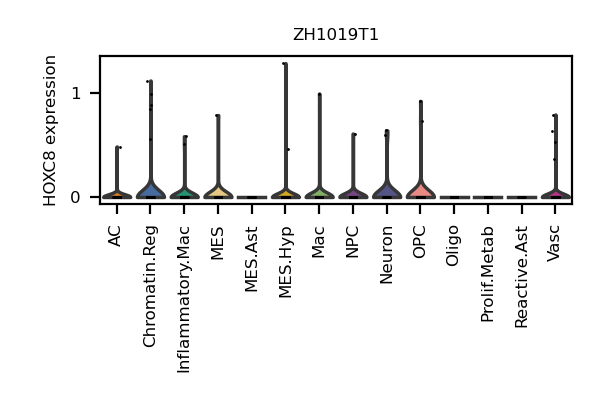 ZH1019T1
HOXC8 expression
1
0
AC
Chromatin.Reg
Inflammatory.Mac
MES
MES.Ast
MES.Hyp
Mac
NPC
Neuron
OPC
Oligo
Prolif.Metab
Reactive.Ast
Vasc